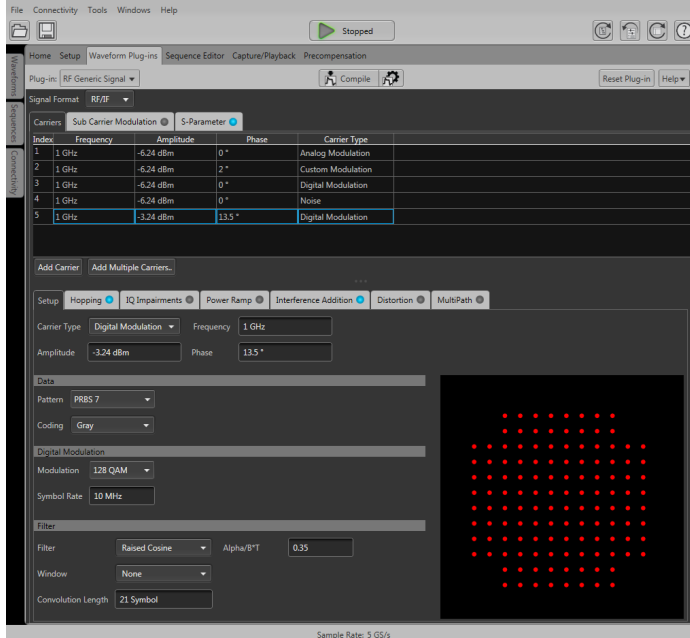 File Connectivity Tools Windows Help
Stopped
Home Setup Waveform Plug-ins Sequence Editor Capture/Playback Precompensation
Waveforms
Sequences
Connectivity
Plug-in: RF Generic Signal Compile Reset Plug-in Help
Signal Format RF/IF
Carriers Sub Carrier Modulation S-Parameter
Index Frequency Amplitude Phase Carrier Type
1 1 GHz -6.24 dBm 0 ° Analog Modulation
2 1 GHz -6.24 dBm 2 ° Custom Modulation
3 1 GHz -6.24 dBm 0 ° Digital Modulation
4 1 GHz -6.24 dBm 0 ° Noise
5 1 GHz -3.24 dBm 13.5 ° Digital Modulation
Add Carrier Add Multiple Carriers..
Setup Hopping IQ Impairments Power Ramp Interference Addition Distortion MultiPath
Carrier Type Digital Modulation Frequency 1 GHz
Amplitude -3.24 dBm Phase 13.5 °
Data
Pattern PRBS 7
Coding Gray
Digital Modulation
Modulation 128 QAM
Symbol Rate 10 MHz
Filter
Filter Raised Cosine Alpha/B*T 0.35
Window None
Convolution Length 21 Symbol
Sample Rate: 5 GS/s